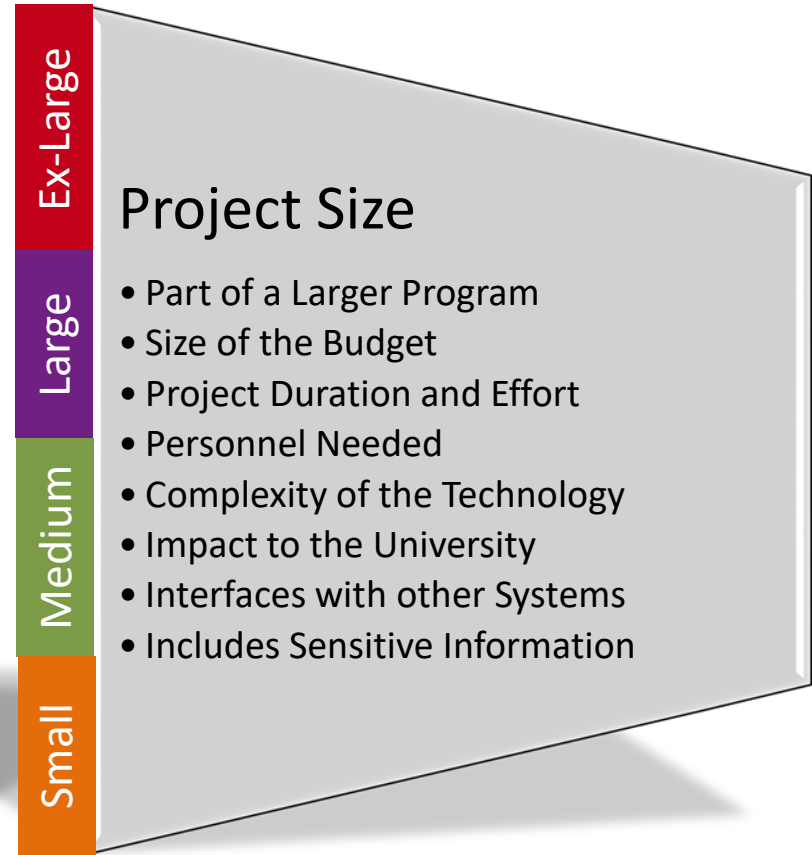 Ex-Large
Large
Medium
Small
Project Size
• Part of a Larger Program
• Size of the Budget
• Project Duration and Effort
• Personnel Needed
• Complexity of the Technology
• Impact to the University
• Interfaces with other Systems
• Includes Sensitive Information